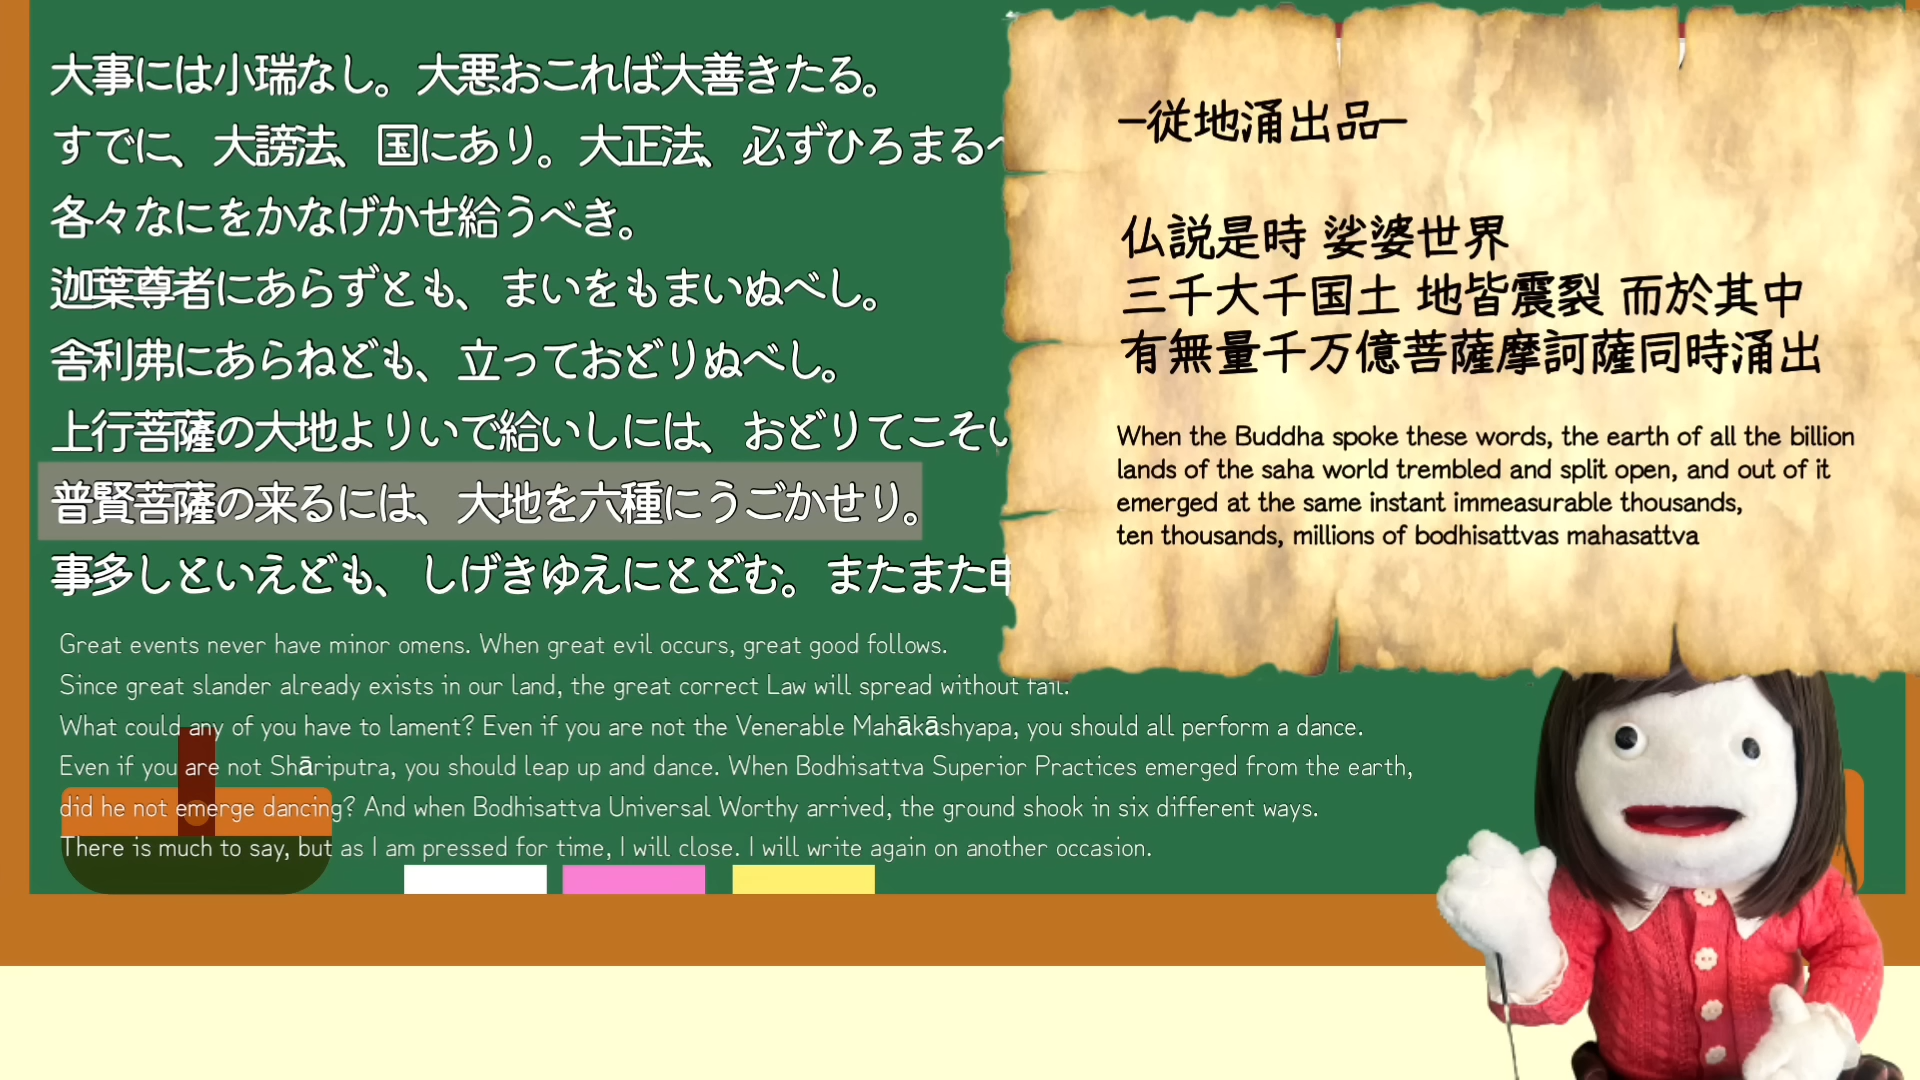 大事には小瑞なし。大悪おこれば大善きたる。
すでに、大謗法、国にあり。大正法、必ずひろまる
各々なにをかなげかせ給うべき。
迦葉尊者にあらずとも、まいをもまいぬべし。
舎利弗にあらねども、立っておどりぬべし。
上行菩薩の大地よりいで給いしには、おどりてこそ
普賢菩薩の来るには、大地を六種にうごかせり。
事多しといえども、しげきゆえにとどむ。またまた
Great events never have minor omens. When great evil occurs, great good follows.
Since great slander already exists in our land, the great correct Law will spread without fail.
What could any of you have to lament? Even if you are not the Venerable Mahākāshyapa, you should all perform a dance.
Even if you are not Shāriputra, you should leap up and dance. When Bodhisattva Superior Practices emerged from the earth,
did he not emerge dancing? And when Bodhisattva Universal Worthy arrived, the ground shook in six different ways.
There is much to say, but as I am pressed for time, I will close. I will write again on another occasion.
—従地涌出品—
仏説是時 娑婆世界
三千大千国土 地皆震裂 而於其中
有無量千万億菩薩摩訶薩同時涌出
When the Buddha spoke these words, the earth of all the billion
lands of the saha world trembled and split open, and out of it
emerged at the same instant immeasurable thousands,
ten thousands, millions of bodhisattvas mahasattva